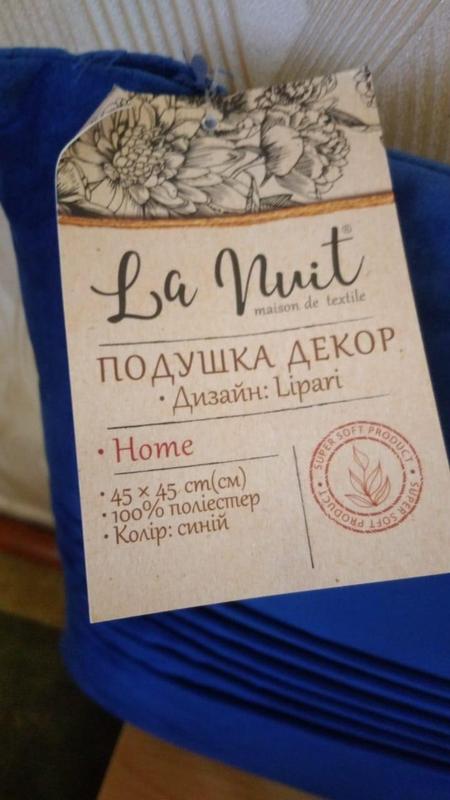 La Nuit®
maison de textile
ПОДУШКА ДЕКОР
• Дизайн: Lipari
• Home
• 45 × 45 cm(см)
• 100% поліестер
• Колір: синій
SUPER SOFT PRODUCT • SUPER SOFT PRODUCT •